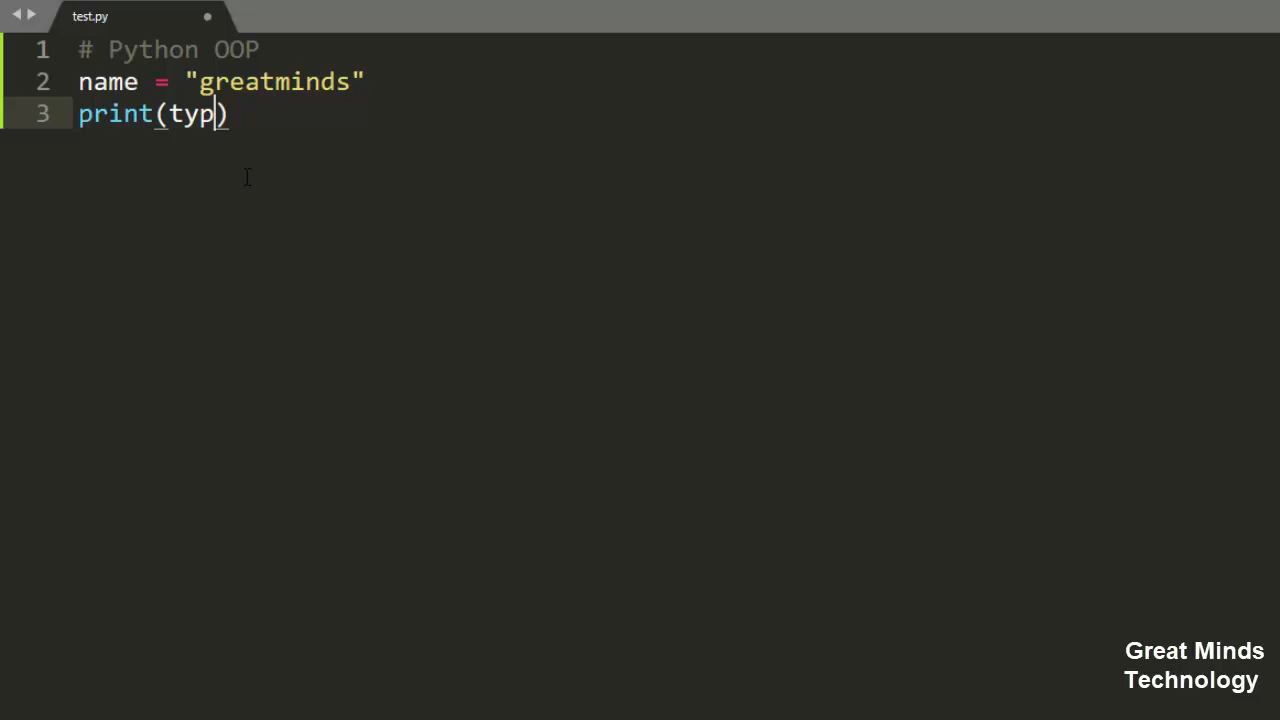 test.py
1 # Python OOP
2 name = "greatminds"
3 print(typ)
Great Minds
Technology